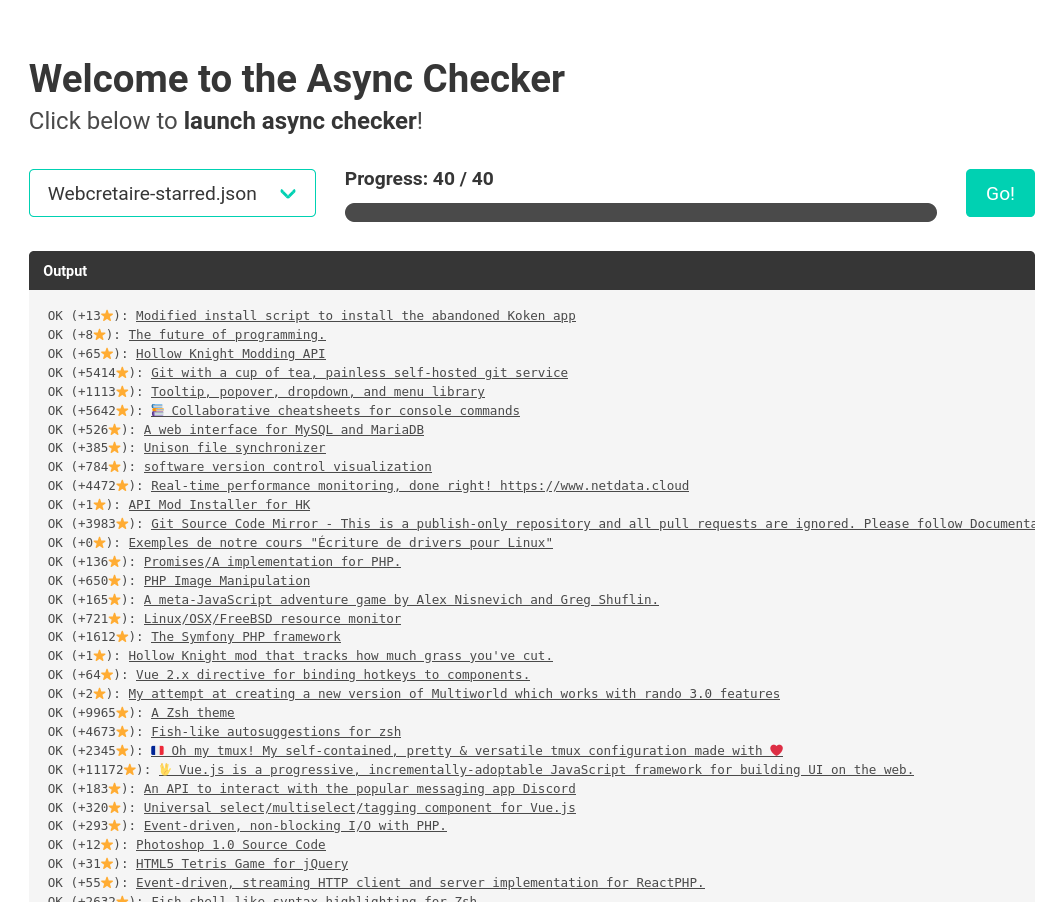 Welcome to the Async Checker
Click below to launch async checker!
Webcretaire-starred.json
Progress: 40 / 40
Go!
Output
OK (+13⭐): Modified install script to install the abandoned Koken app
OK (+8⭐): The future of programming.
OK (+65⭐): Hollow Knight Modding API
OK (+5414⭐): Git with a cup of tea, painless self-hosted git service
OK (+1113⭐): Tooltip, popover, dropdown, and menu library
OK (+5642⭐): 📚 Collaborative cheatsheets for console commands
OK (+526⭐): A web interface for MySQL and MariaDB
OK (+385⭐): Unison file synchronizer
OK (+784⭐): software version control visualization
OK (+4472⭐): Real-time performance monitoring, done right! https://www.netdata.cloud
OK (+1⭐): API Mod Installer for HK
OK (+3983⭐): Git Source Code Mirror - This is a publish-only repository and all pull requests are ignored. Please follow Documenta
OK (+0⭐): Exemples de notre cours "Écriture de drivers pour Linux"
OK (+136⭐): Promises/A implementation for PHP.
OK (+650⭐): PHP Image Manipulation
OK (+165⭐): A meta-JavaScript adventure game by Alex Nisnevich and Greg Shuflin.
OK (+721⭐): Linux/OSX/FreeBSD resource monitor
OK (+1612⭐): The Symfony PHP framework
OK (+1⭐): Hollow Knight mod that tracks how much grass you've cut.
OK (+64⭐): Vue 2.x directive for binding hotkeys to components.
OK (+2⭐): My attempt at creating a new version of Multiworld which works with rando 3.0 features
OK (+9965⭐): A Zsh theme
OK (+4673⭐): Fish-like autosuggestions for zsh
OK (+2345⭐): 🇫🇷 Oh my tmux! My self-contained, pretty & versatile tmux configuration made with ❤️
OK (+11172⭐): 🖖 Vue.js is a progressive, incrementally-adoptable JavaScript framework for building UI on the web.
OK (+183⭐): An API to interact with the popular messaging app Discord
OK (+320⭐): Universal select/multiselect/tagging component for Vue.js
OK (+293⭐): Event-driven, non-blocking I/O with PHP.
OK (+12⭐): Photoshop 1.0 Source Code
OK (+31⭐): HTML5 Tetris Game for jQuery
OK (+55⭐): Event-driven, streaming HTTP client and server implementation for ReactPHP.
OK (+2632⭐): Fish shell like syntax highlighting for Zsh.